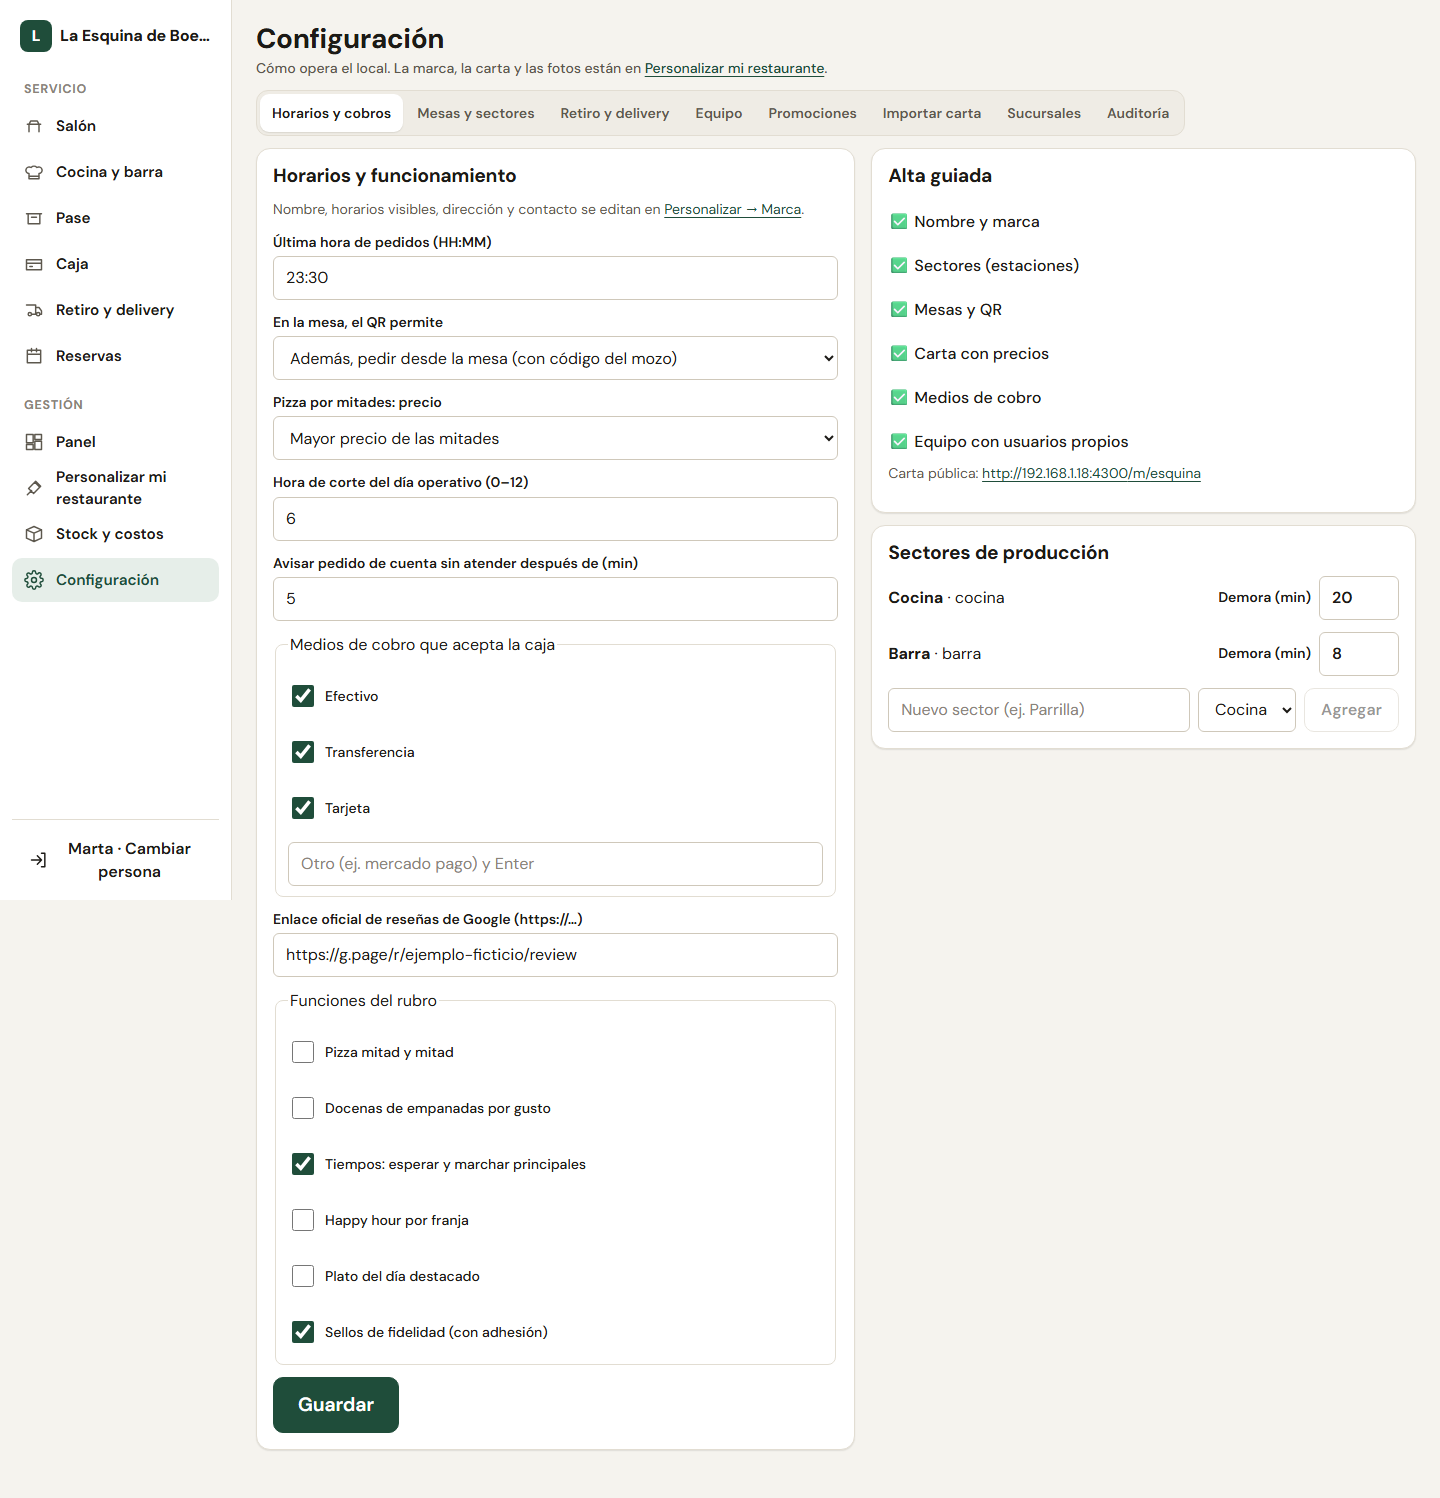 L
La Esquina de Boe...
SERVICIO
Salón
Cocina y barra
Pase
Caja
Retiro y delivery
Reservas
GESTIÓN
Panel
Personalizar mi
restaurante
Stock y costos
Configuración
Marta · Cambiar
persona
Configuración
Cómo opera el local. La marca, la carta y las fotos están en Personalizar mi restaurante.
Horarios y cobros
Mesas y sectores
Retiro y delivery
Equipo
Promociones
Importar carta
Sucursales
Auditoría
Horarios y funcionamiento
Nombre, horarios visibles, dirección y contacto se editan en Personalizar → Marca.
Última hora de pedidos (HH:MM)
23:30
En la mesa, el QR permite
Además, pedir desde la mesa (con código del mozo)
Pizza por mitades: precio
Mayor precio de las mitades
Hora de corte del día operativo (0–12)
6
Avisar pedido de cuenta sin atender después de (min)
5
Medios de cobro que acepta la caja
Efectivo
Transferencia
Tarjeta
Otro (ej. mercado pago) y Enter
Enlace oficial de reseñas de Google (https://…)
https://g.page/r/ejemplo-ficticio/review
Funciones del rubro
Pizza mitad y mitad
Docenas de empanadas por gusto
Tiempos: esperar y marchar principales
Happy hour por franja
Plato del día destacado
Sellos de fidelidad (con adhesión)
Guardar
Alta guiada
✅ Nombre y marca
✅ Sectores (estaciones)
✅ Mesas y QR
✅ Carta con precios
✅ Medios de cobro
✅ Equipo con usuarios propios
Carta pública: http://192.168.1.18:4300/m/esquina
Sectores de producción
Cocina · cocina Demora (min) 20
Barra · barra Demora (min) 8
Nuevo sector (ej. Parrilla) Cocina Agregar